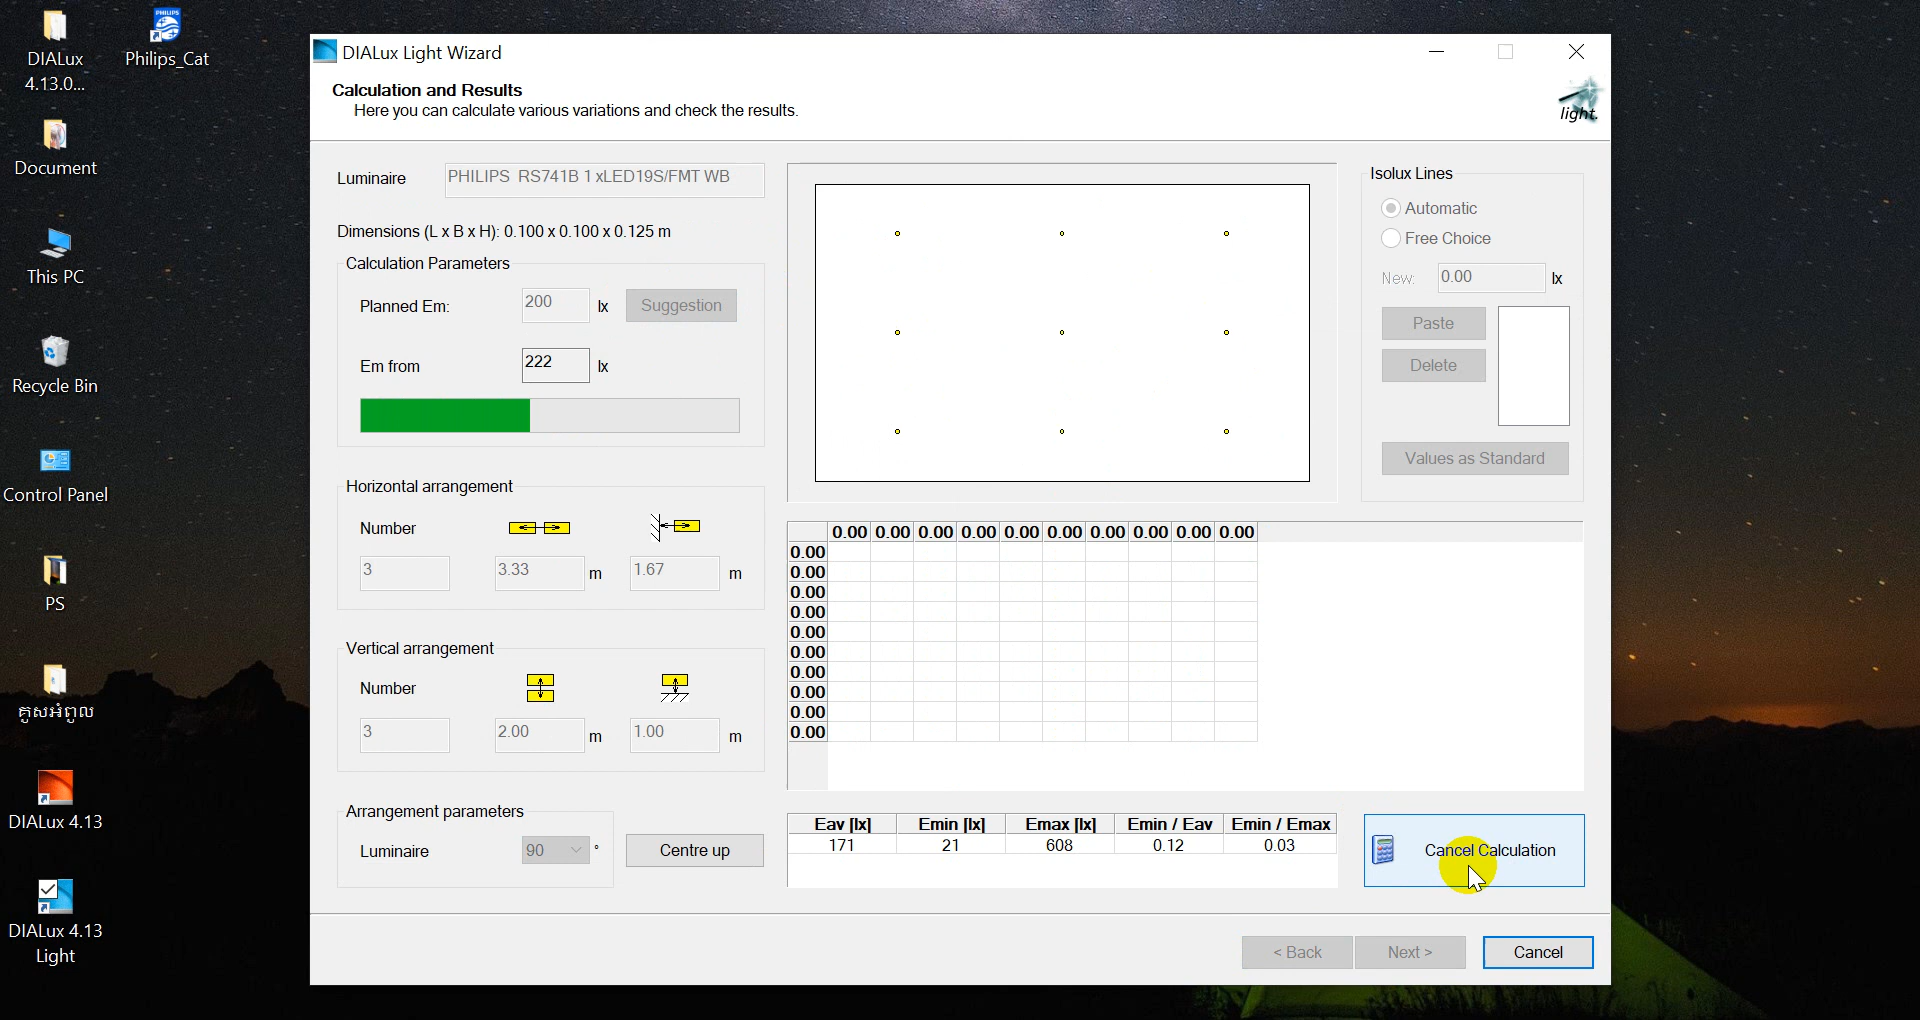 DIALux
4.13.0...
PHILIPS
Philips_Cat
Document
This PC
Recycle Bin
Control Panel
PS
គូសអំពូល
DIALux 4.13
DIALux 4.13
Light
DIALux Light Wizard
Calculation and Results
Here you can calculate various variations and check the results.
light.
Luminaire
PHILIPS RS741B 1 xLED19S/FMT WB
Dimensions (L x B x H): 0.100 x 0.100 x 0.125 m
Calculation Parameters
Planned Em:
200
lx
Suggestion
Em from
222
lx
Horizontal arrangement
Number
3
3.33
m
1.67
m
Vertical arrangement
Number
3
2.00
m
1.00
m
Arrangement parameters
Luminaire
90
°
Centre up
0.00 0.00 0.00 0.00 0.00 0.00 0.00 0.00 0.00 0.00
0.00
0.00
0.00
0.00
0.00
0.00
0.00
0.00
0.00
0.00
Eav [lx] Emin [lx] Emax [lx] Emin / Eav Emin / Emax
171 21 608 0.12 0.03
Isolux Lines
Automatic
Free Choice
New:
0.00
lx
Paste
Delete
Values as Standard
Cancel Calculation
< Back
Next >
Cancel